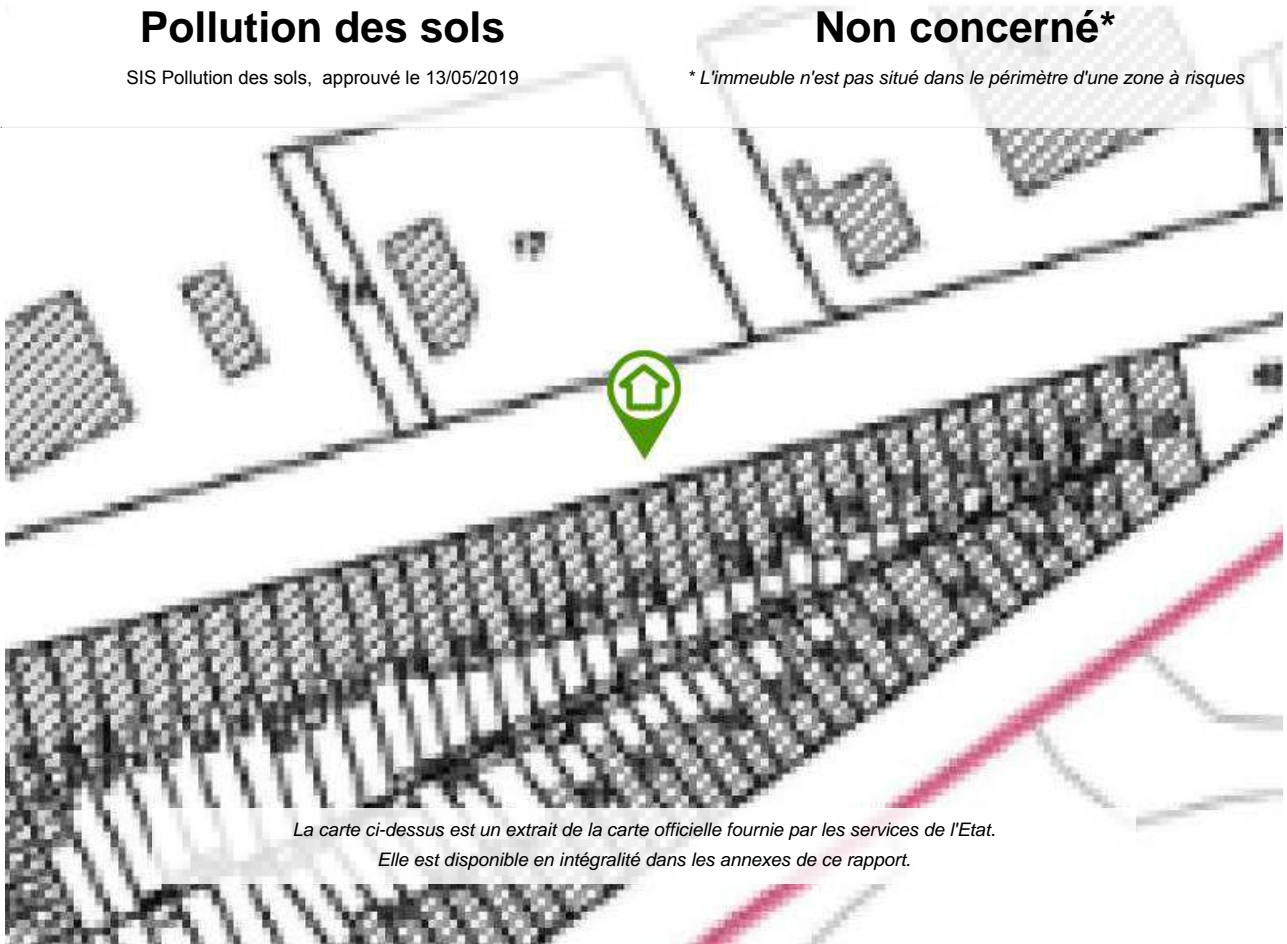 Pollution des sols
Non concerné*
SIS Pollution des sols, approuvé le 13/05/2019
* L'immeuble n'est pas situé dans le périmètre d'une zone à risques
La carte ci-dessus est un extrait de la carte officielle fournie par les services de l'Etat.
Elle est disponible en intégralité dans les annexes de ce rapport.